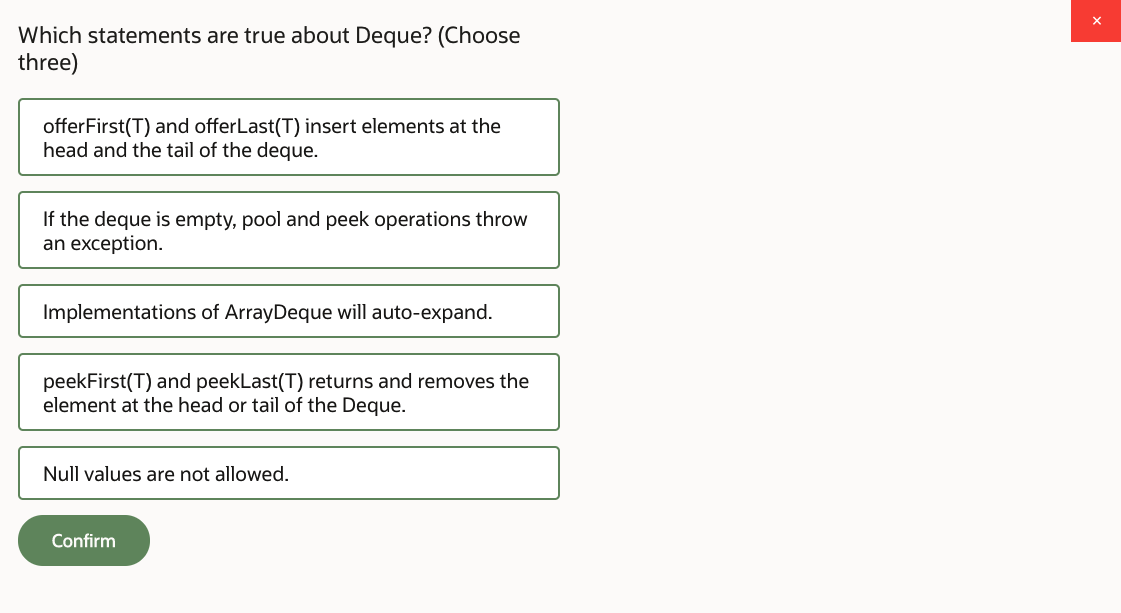 Which statements are true about Deque? (Choose
three)
×
offerFirst(T) and offerLast(T) insert elements at the
head and the tail of the deque.
If the deque is empty, pool and peek operations throw
an exception.
Implementations of ArrayDeque will auto-expand.
peekFirst(T) and peekLast(T) returns and removes the
element at the head or tail of the Deque.
Null values are not allowed.
Confirm